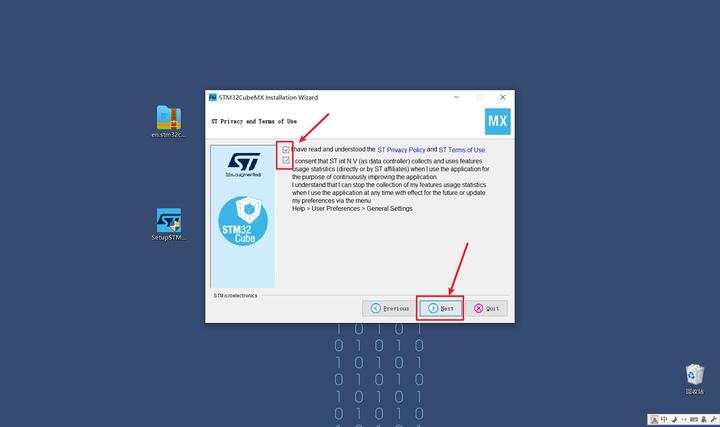 STM32CubeMX Installation Wizard
ST Privacy and Terms of Use
MX
I have read and understood the ST Privacy Policy and ST Terms of Use.
I consent that ST int N.V (as data controller) collects and uses features
usage statistics (directly or by ST affiliates) when I use the application for
the purpose of continuously improving the application.
I understand that I can stop the collection of my features usage statistics
when I use the application at any time with effect for the future or update
my preferences via the menu
Help > User Preferences > General Settings
ST
life.augmented
STM32
Cube
STMicroelectronics
Previous
Next
Quit
en.stm32c...
SetupSTM...
0 1 0 1 0 1
0 1 0 1 0 1
0 1 0 1 0 1
0 1 0 1 0 1
0 1 0 1 0 1
回收站
中